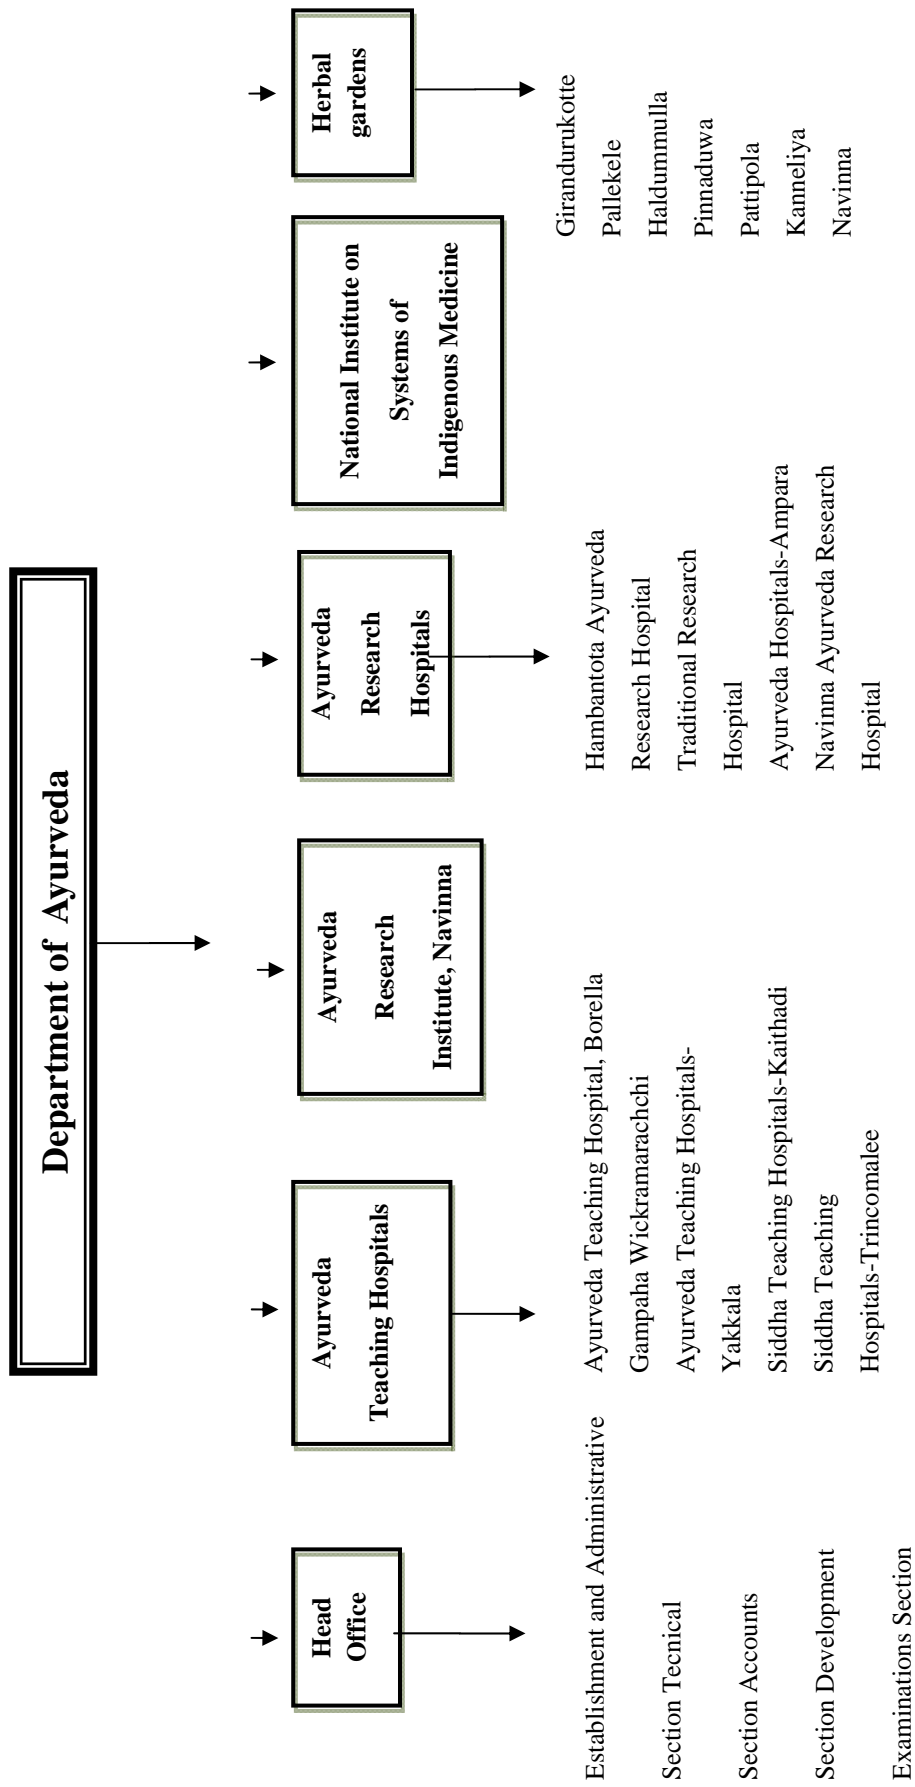 Department of Ayurveda
Head
Office
Establishment and Administrative
Section Tecnical
Section Accounts
Section Development
Examinations Section
Ayurveda
Teaching Hospitals
Ayurveda Teaching Hospital, Borella
Gampaha Wickramarachchi
Ayurveda Teaching Hospitals-
Yakkala
Siddha Teaching Hospitals-Kaithadi
Siddha Teaching
Hospitals-Trincomalee
Ayurveda
Research
Institute, Navinna
Ayurveda
Research
Hospitals
Hambantota Ayurveda
Research Hospital
Traditional Research
Hospital
Ayurveda Hospitals-Ampara
Navinna Ayurveda Research
Hospital
National Institute on
Systems of
Indigenous Medicine
Herbal
gardens
Girandurukotte
Pallekele
Haldummulla
Pinnaduwa
Pattipola
Kanneliya
Navinna